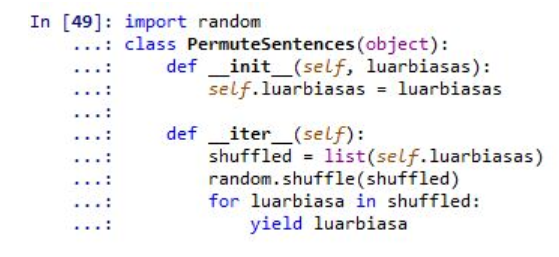 In [49]: import random
    ...: class PermuteSentences(object):
    ...:     def __init__(self, luarbiasas):
    ...:         self.luarbiasas = luarbiasas
    ...:
    ...:     def __iter__(self):
    ...:         shuffled = list(self.luarbiasas)
    ...:         random.shuffle(shuffled)
    ...:         for luarbiasa in shuffled:
    ...:             yield luarbiasa